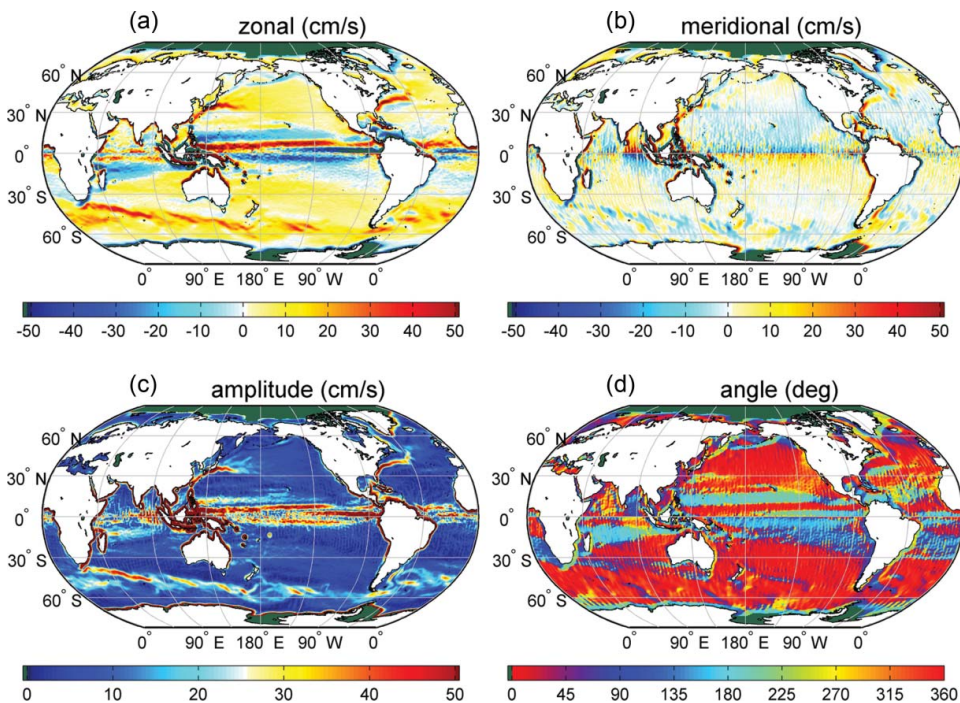 (a) zonal (cm/s)
60° N
30°
0°
30°
60° S
0° 90° E 180° E 90° W 0°
-50 -40 -30 -20 -10 0 10 20 30 40 50
(b) meridional (cm/s)
60° N
30°
0°
30°
60° S
0° 90° E 180° E 90° W 0°
-50 -40 -30 -20 -10 0 10 20 30 40 50
(c) amplitude (cm/s)
60° N
30°
0°
30°
60° S
0° 90° E 180° E 90° W 0°
0 10 20 30 40 50
(d) angle (deg)
60° N
30°
0°
30°
60° S
0° 90° E 180° E 90° W 0°
0 45 90 135 180 225 270 315 360